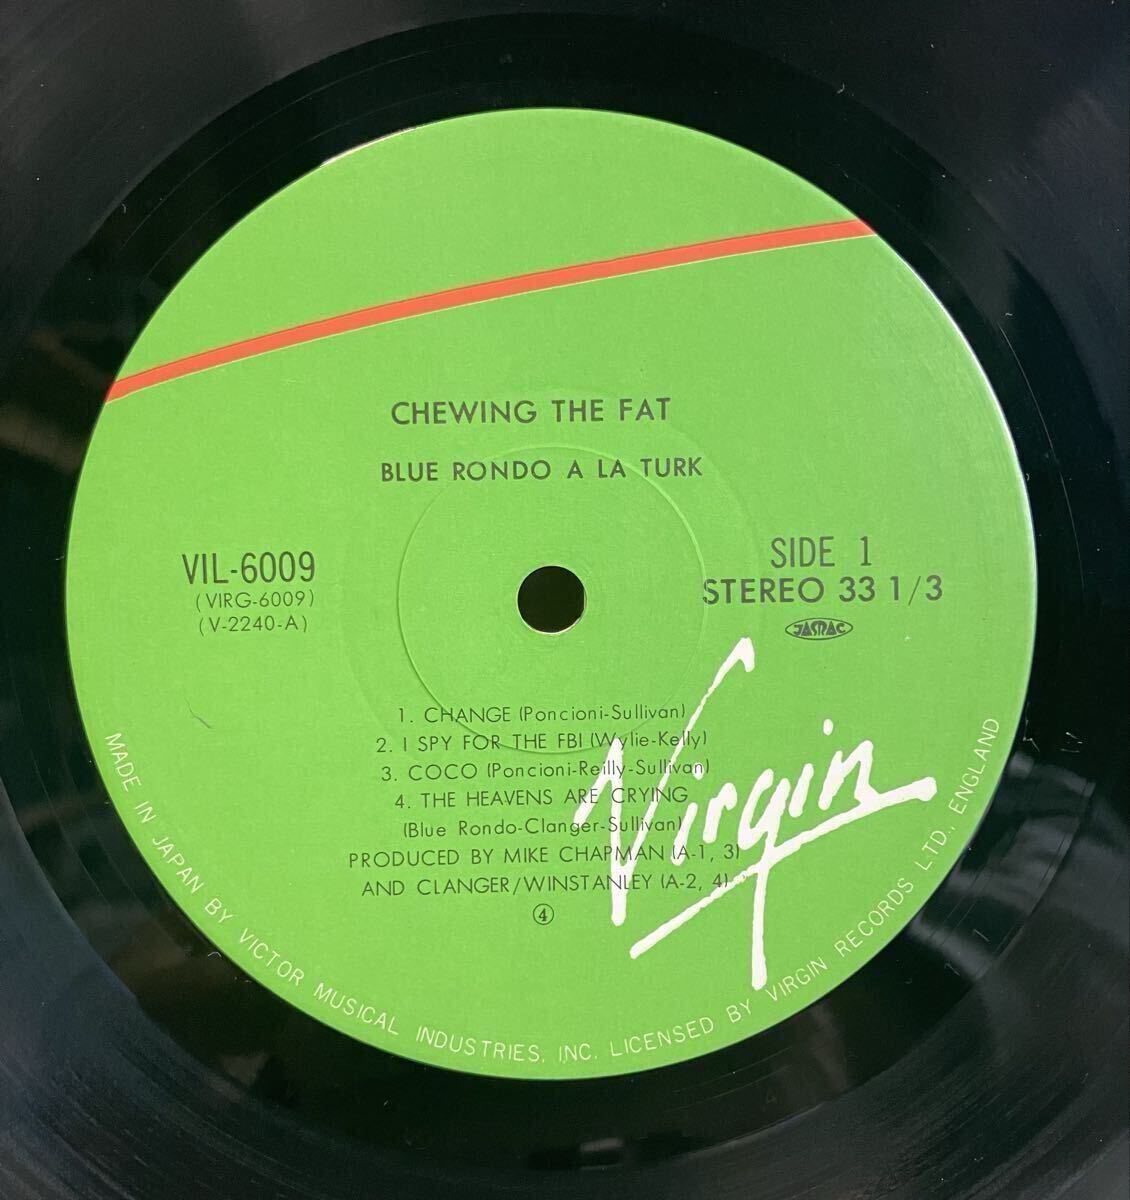 CHEWING THE FAT
BLUE RONDO A LA TURK
VIL-6009
(VIRG-6009)
(V-2240-A)
SIDE 1
STEREO 33 1/3
JASRAC
1. CHANGE (Poncioni-Sullivan)
2. I SPY FOR THE FBI (Wylie-Kelly)
3. COCO (Poncioni-Reilly-Sullivan)
4. THE HEAVENS ARE CRYING
(Blue Rondo-Clanger-Sullivan)
PRODUCED BY MIKE CHAPMAN (A-1, 3)
AND CLANGER/WINSTANLEY (A-2, 4)
④
Virgin
MADE IN JAPAN BY VICTOR MUSICAL INDUSTRIES, INC. LICENSED BY VIRGIN RECORDS LTD., ENGLAND